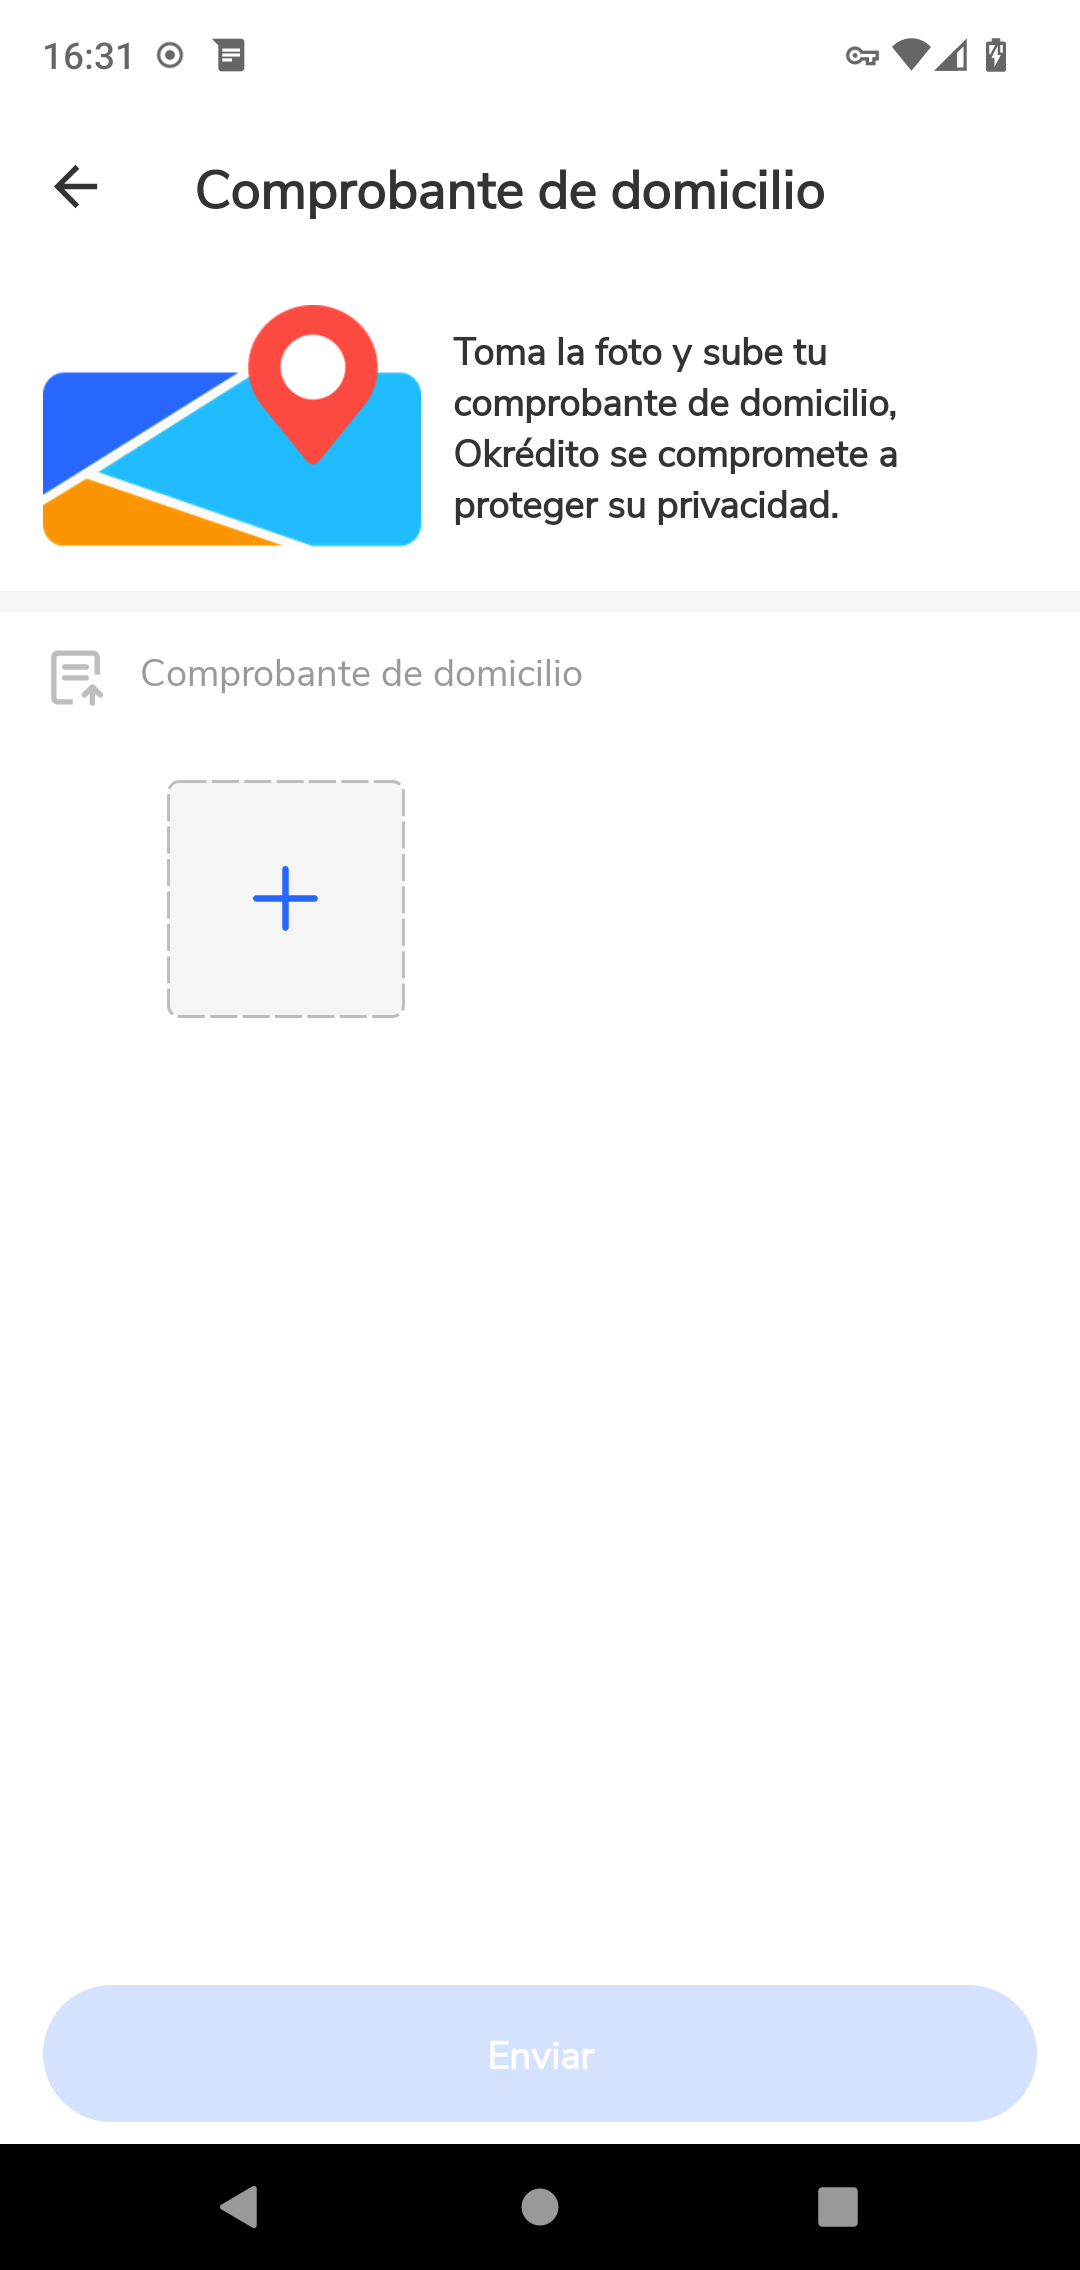 16:31
Comprobante de domicilio
Toma la foto y sube tu
comprobante de domicilio,
Okrédito se compromete a
proteger su privacidad.
Comprobante de domicilio
Enviar